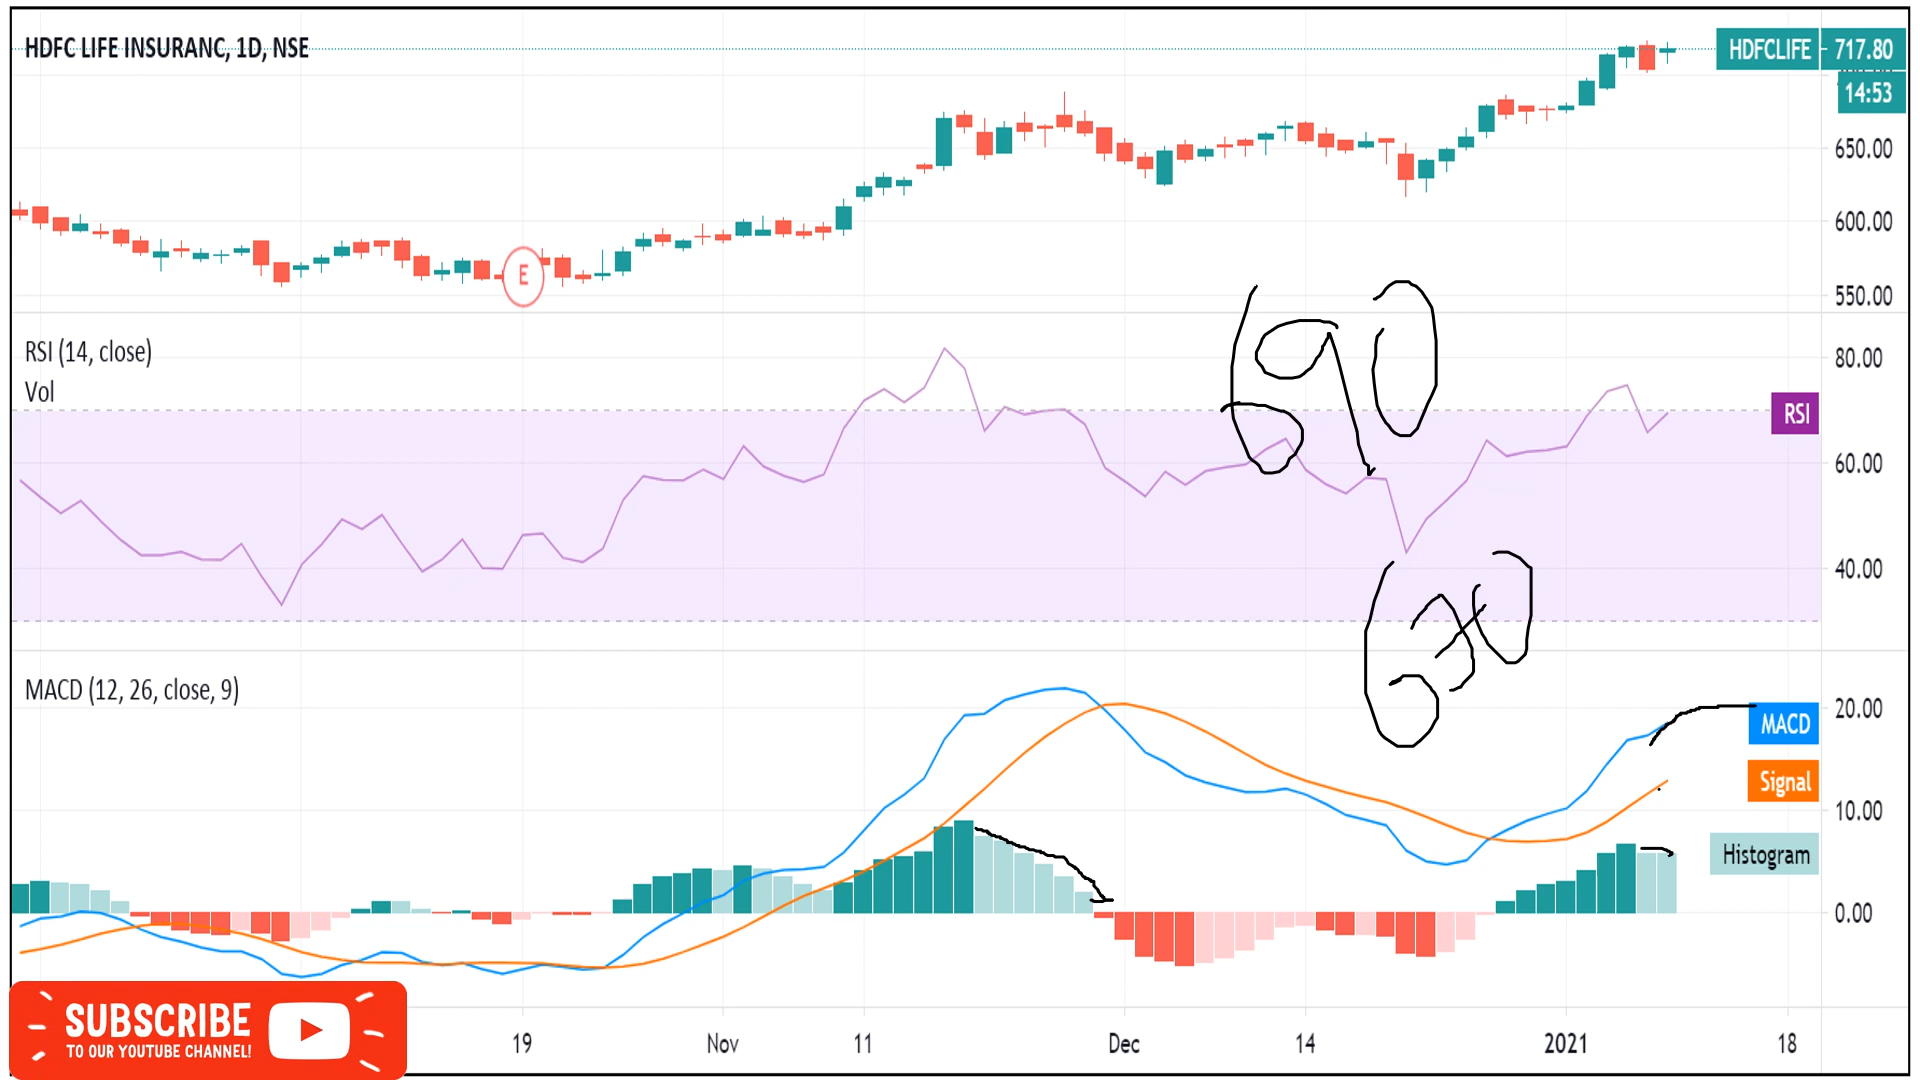 HDFC LIFE INSURANC, 1D, NSE
HDFCLIFE 717.80
14:53
650.00
600.00
E
550.00
690
RSI (14, close)
80.00
Vol
RSI
60.00
40.00
630
MACD (12, 26, close, 9)
20.00
MACD
Signal
10.00
Histogram
0.00
SUBSCRIBE
TO OUR YOUTUBE CHANNEL!
19 Nov 11 Dec 14 2021 18